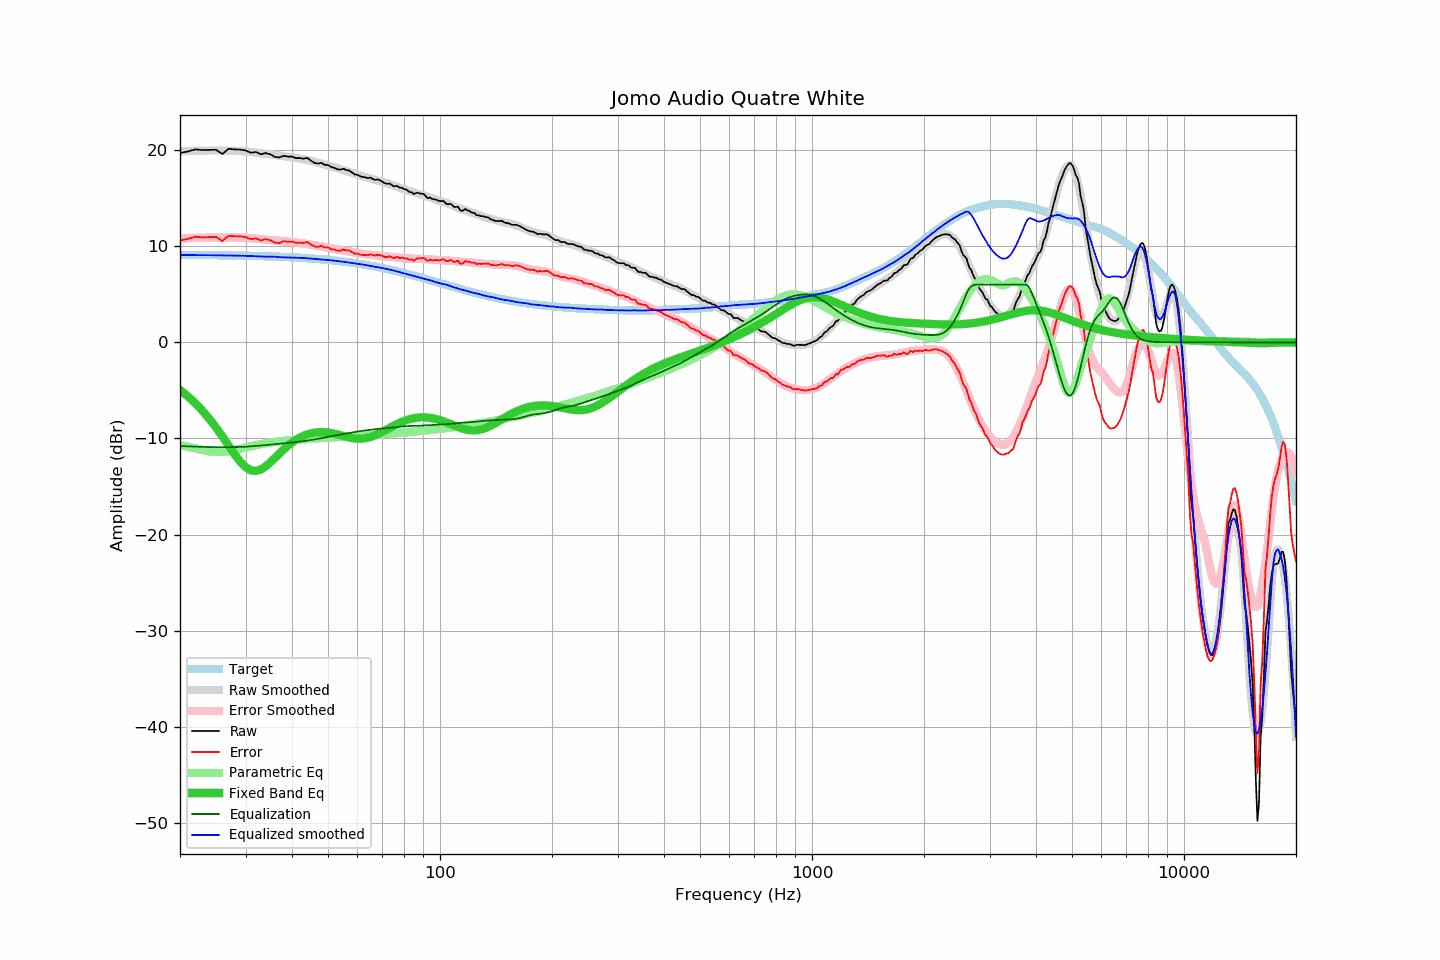 Jomo Audio Quatre White
20
10
0
−10
−20
−30
−40
−50
Amplitude (dBr)
Target
Raw Smoothed
Error Smoothed
Raw
Error
Parametric Eq
Fixed Band Eq
Equalization
Equalized smoothed
100 1000 10000
Frequency (Hz)